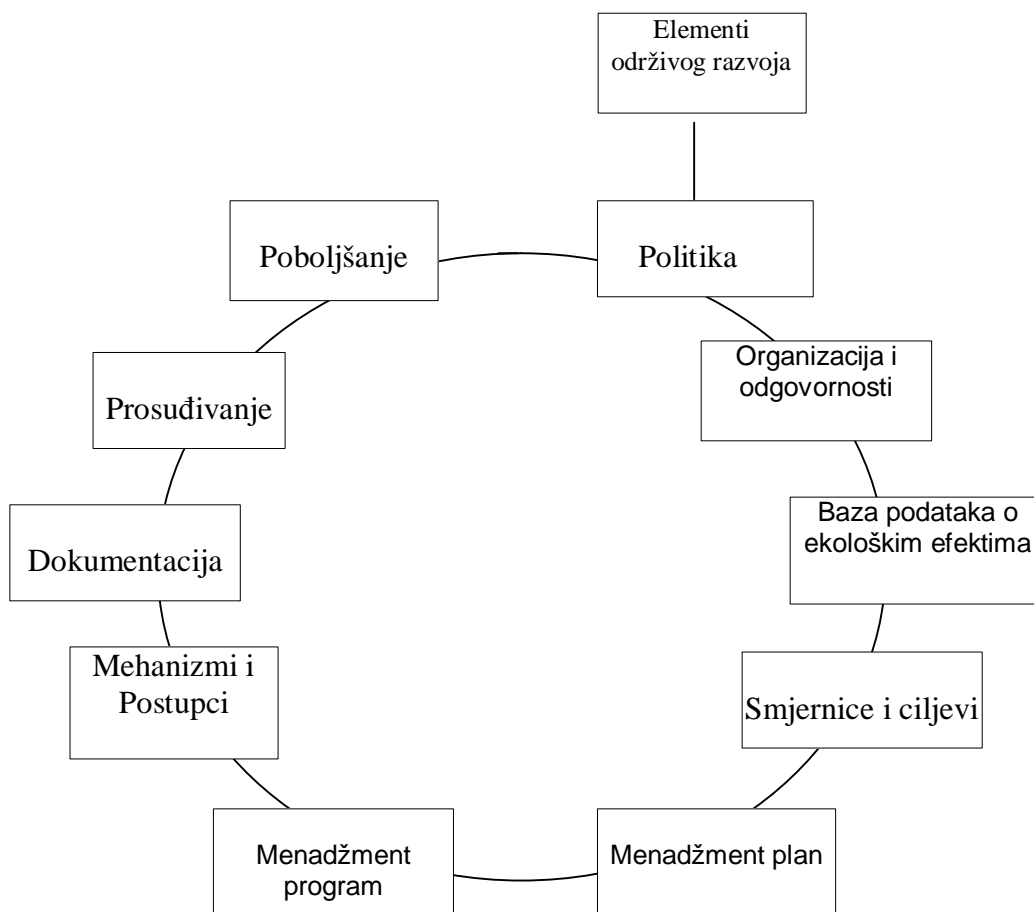 Elementi
održivog razvoja
Poboljšanje
Politika
Organizacija i
odgovornosti
Prosuđivanje
Baza podataka o
ekološkim efektima
Dokumentacija
Mehanizmi i
Postupci
Smjernice i ciljevi
Menadžment
program
Menadžment plan